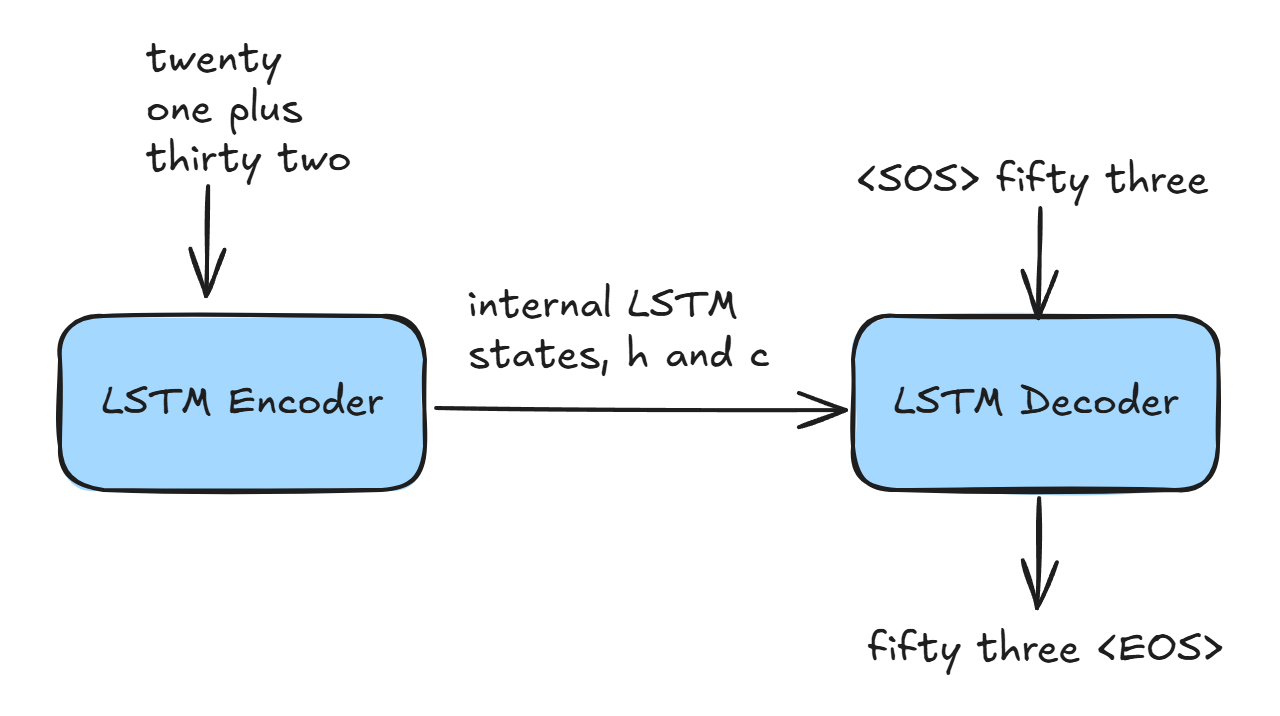 twenty
one plus
thirty two
<SOS> fifty three
internal LSTM
states, h and c
LSTM Encoder
LSTM Decoder
fifty three <EOS>